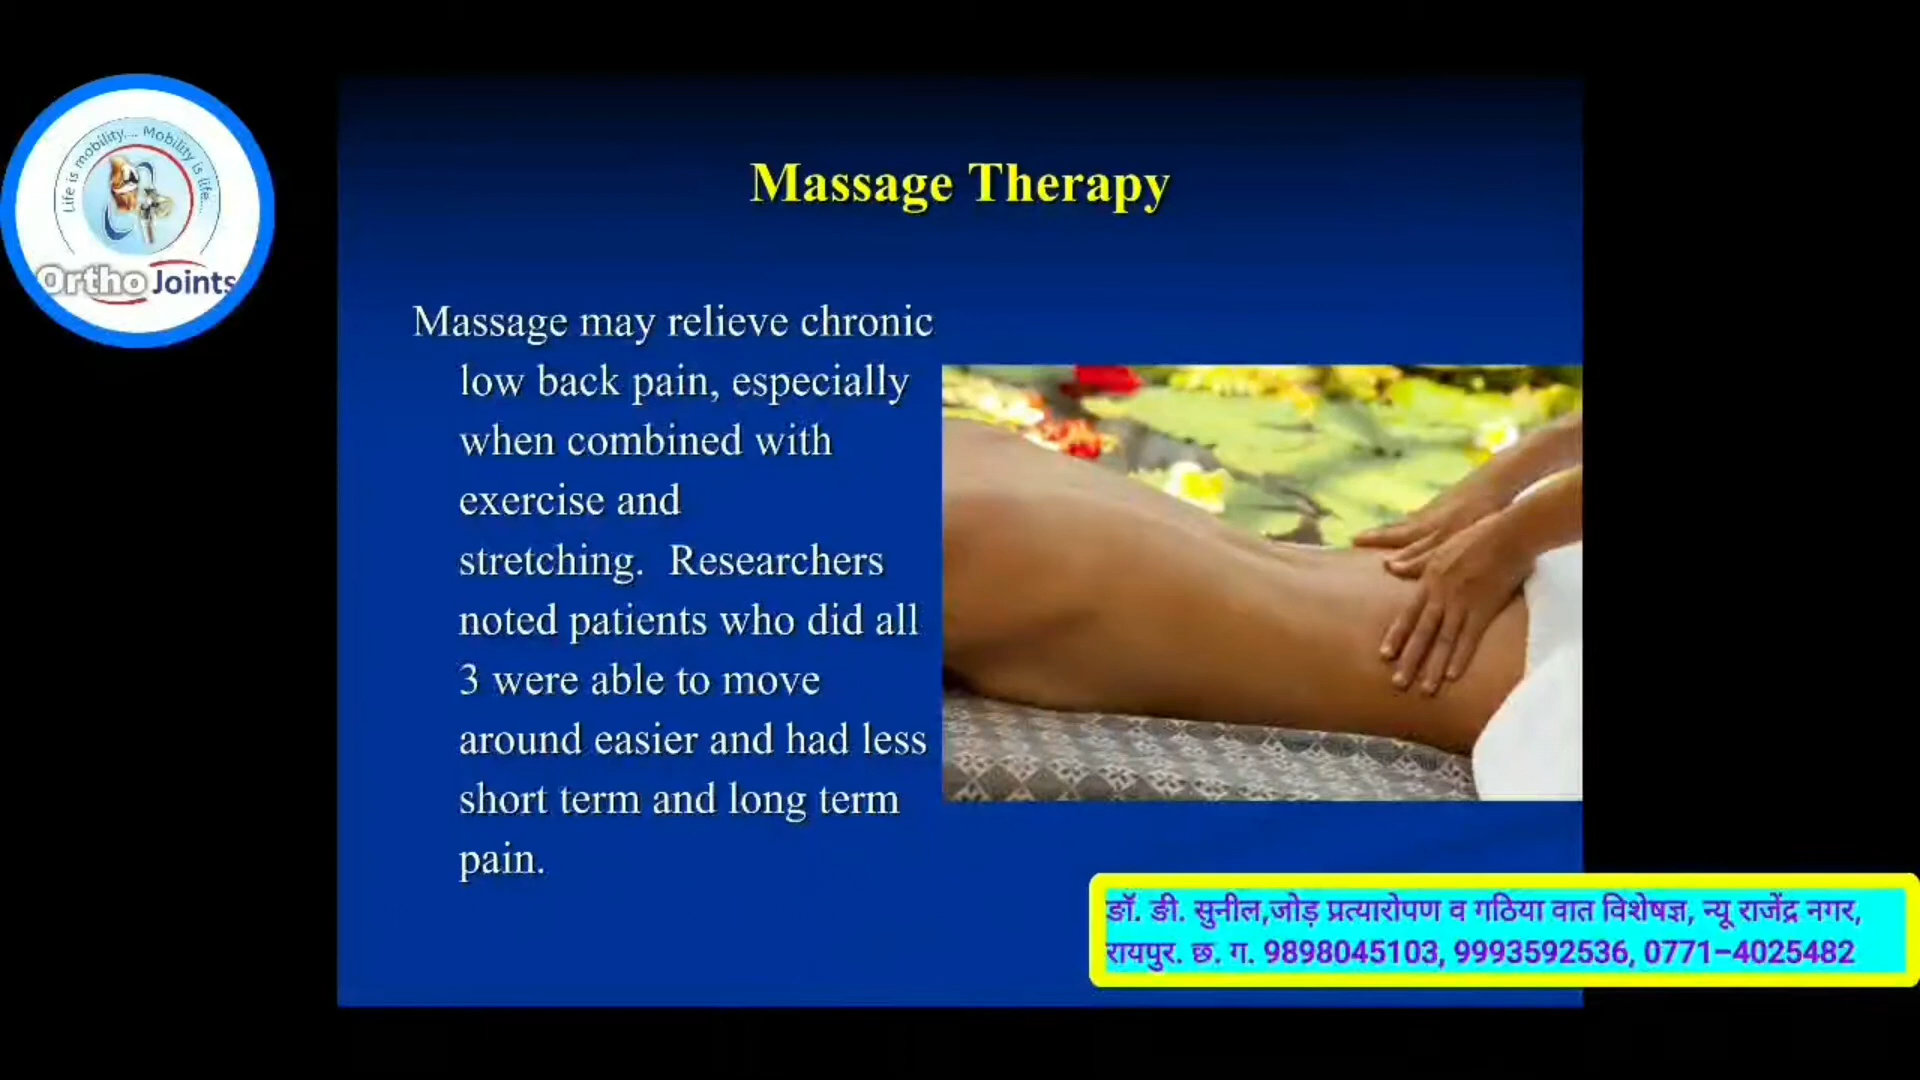 Life is mobility.... Mobility is life....
Ortho Joints
Massage Therapy
Massage may relieve chronic
low back pain, especially
when combined with
exercise and
stretching.  Researchers
noted patients who did all
3 were able to move
around easier and had less
short term and long term
pain.
डॉ. डी. सुनील,जोड़ प्रत्यारोपण व गठिया वात विशेषज्ञ, न्यू राजेंद्र नगर,
रायपुर. छ. ग. 9898045103, 9993592536, 0771-4025482